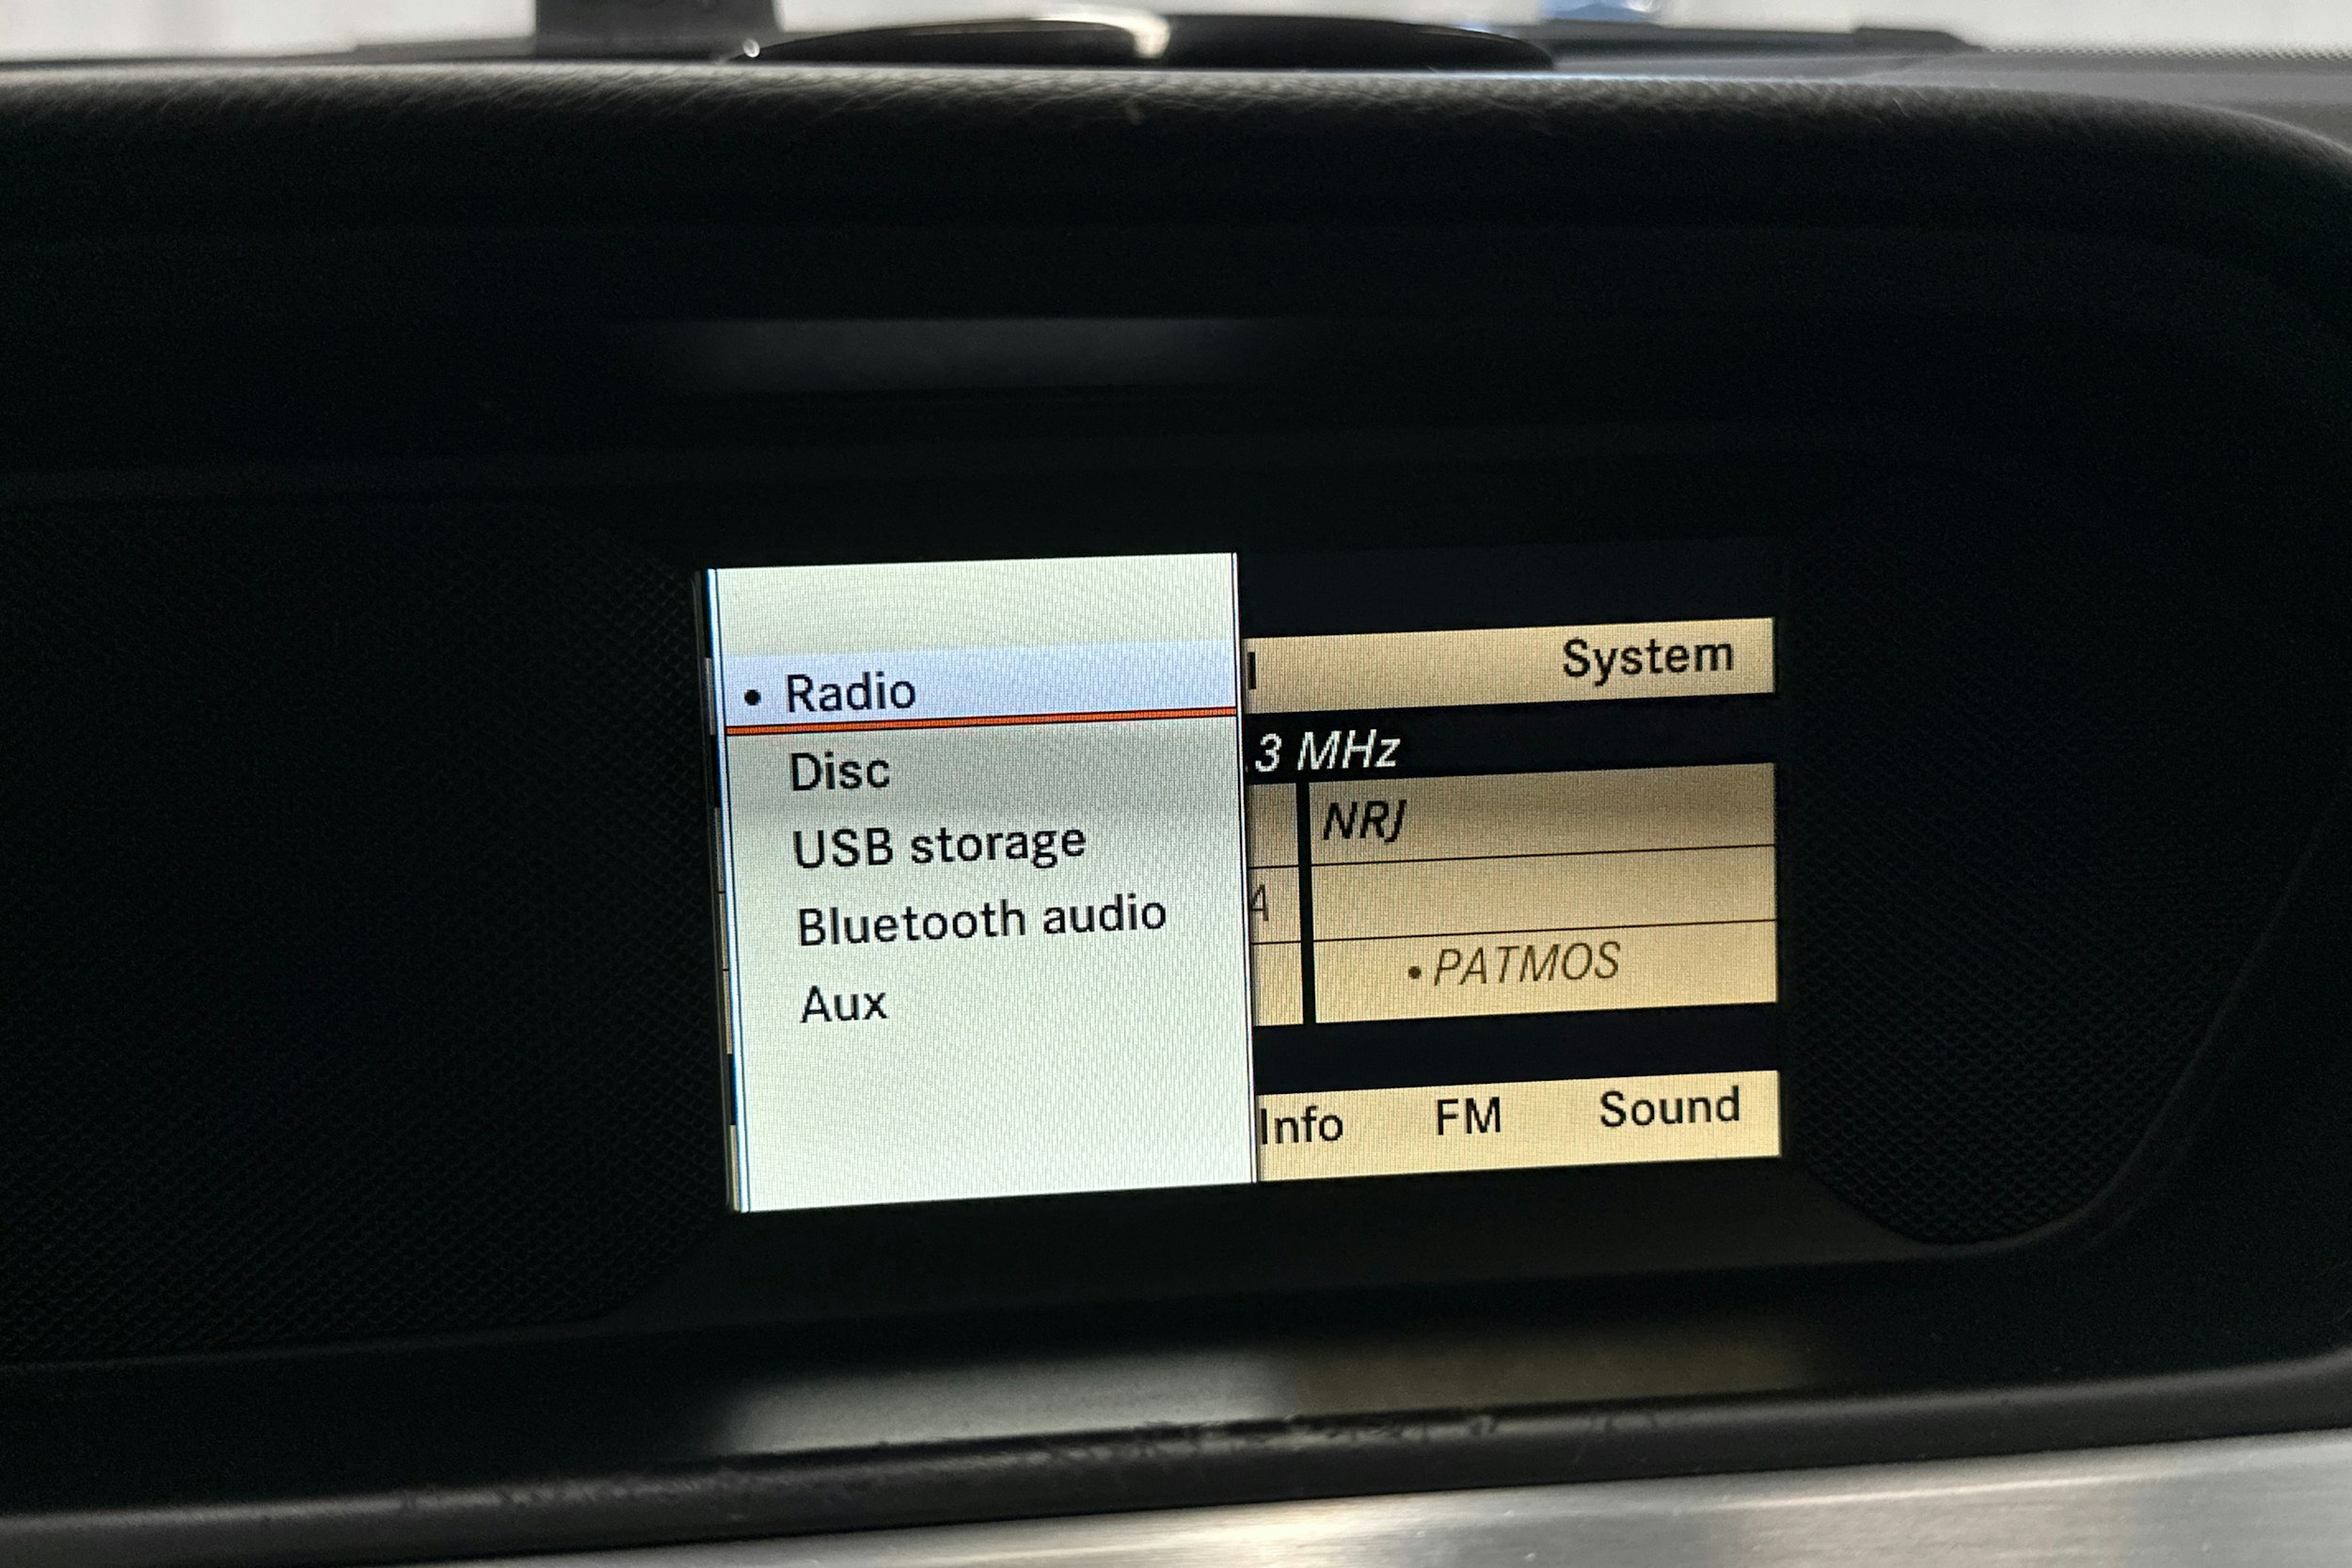 • Radio
Disc
USB storage
Bluetooth audio
Aux
System
.3 MHz
NRJ
A
• PATMOS
Info FM Sound